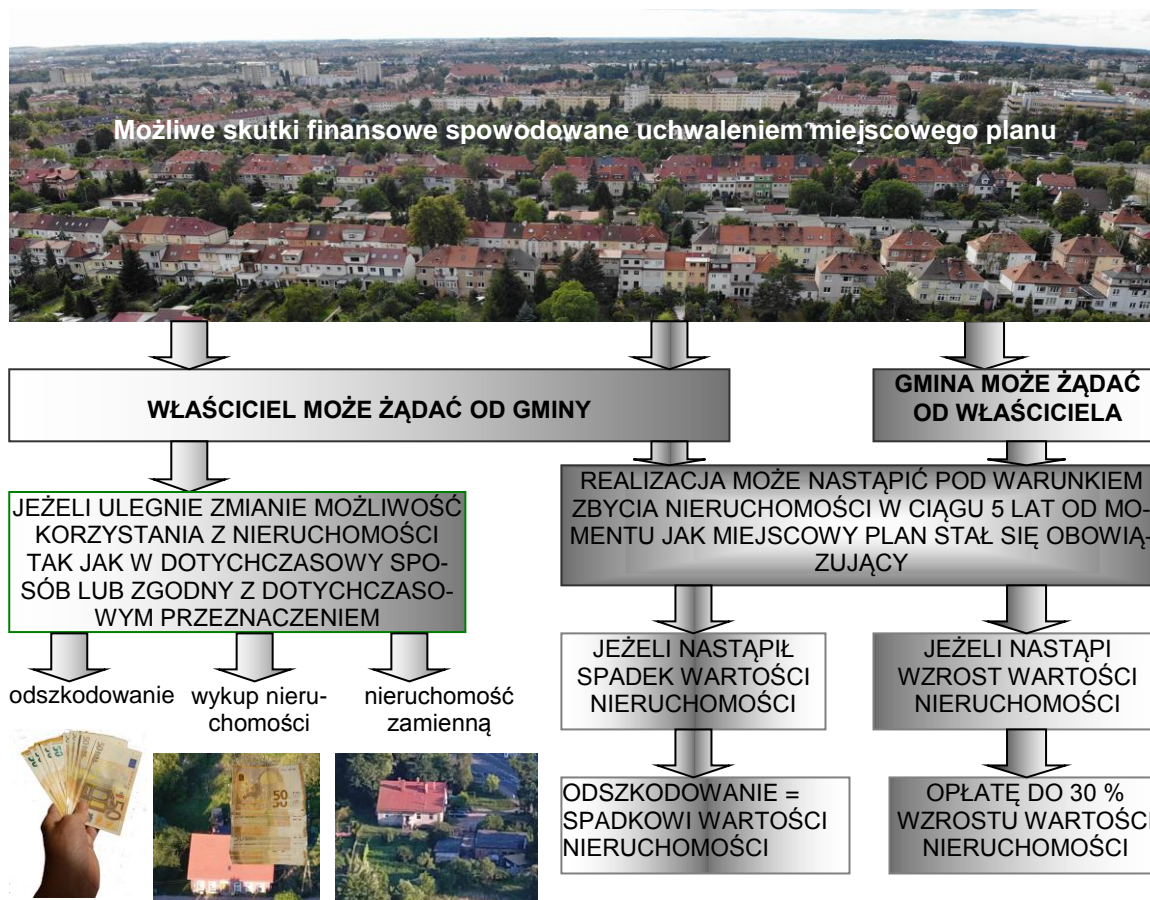 Możliwe skutki finansowe spowodowane uchwaleniem miejscowego planu
WŁAŚCICIEL MOŻE ŻĄDAĆ OD GMINY
GMINA MOŻE ŻĄDAĆ
OD WŁAŚCICIELA
JEŻELI ULEGNIE ZMIANIE MOŻLIWOŚĆ
KORZYSTANIA Z NIERUCHOMOŚCI
TAK JAK W DOTYCHCZASOWY SPO-
SÓB LUB ZGODNY Z DOTYCHCZASO-
WYM PRZEZNACZENIEM
REALIZACJA MOŻE NASTĄPIĆ POD WARUNKIEM
ZBYCIA NIERUCHOMOŚCI W CIĄGU 5 LAT OD MO-
MENTU JAK MIEJSCOWY PLAN STAŁ SIĘ OBOWIĄ-
ZUJĄCY
odszkodowanie
wykup nieru-
chomości
nieruchomość
zamienną
JEŻELI NASTĄPIŁ
SPADEK WARTOŚCI
NIERUCHOMOŚCI
JEŻELI NASTĄPI
WZROST WARTOŚCI
NIERUCHOMOŚCI
ODSZKODOWANIE =
SPADKOWI WARTOŚCI
NIERUCHOMOŚCI
OPŁATĘ DO 30 %
WZROSTU WARTOŚCI
NIERUCHOMOŚCI
50
50